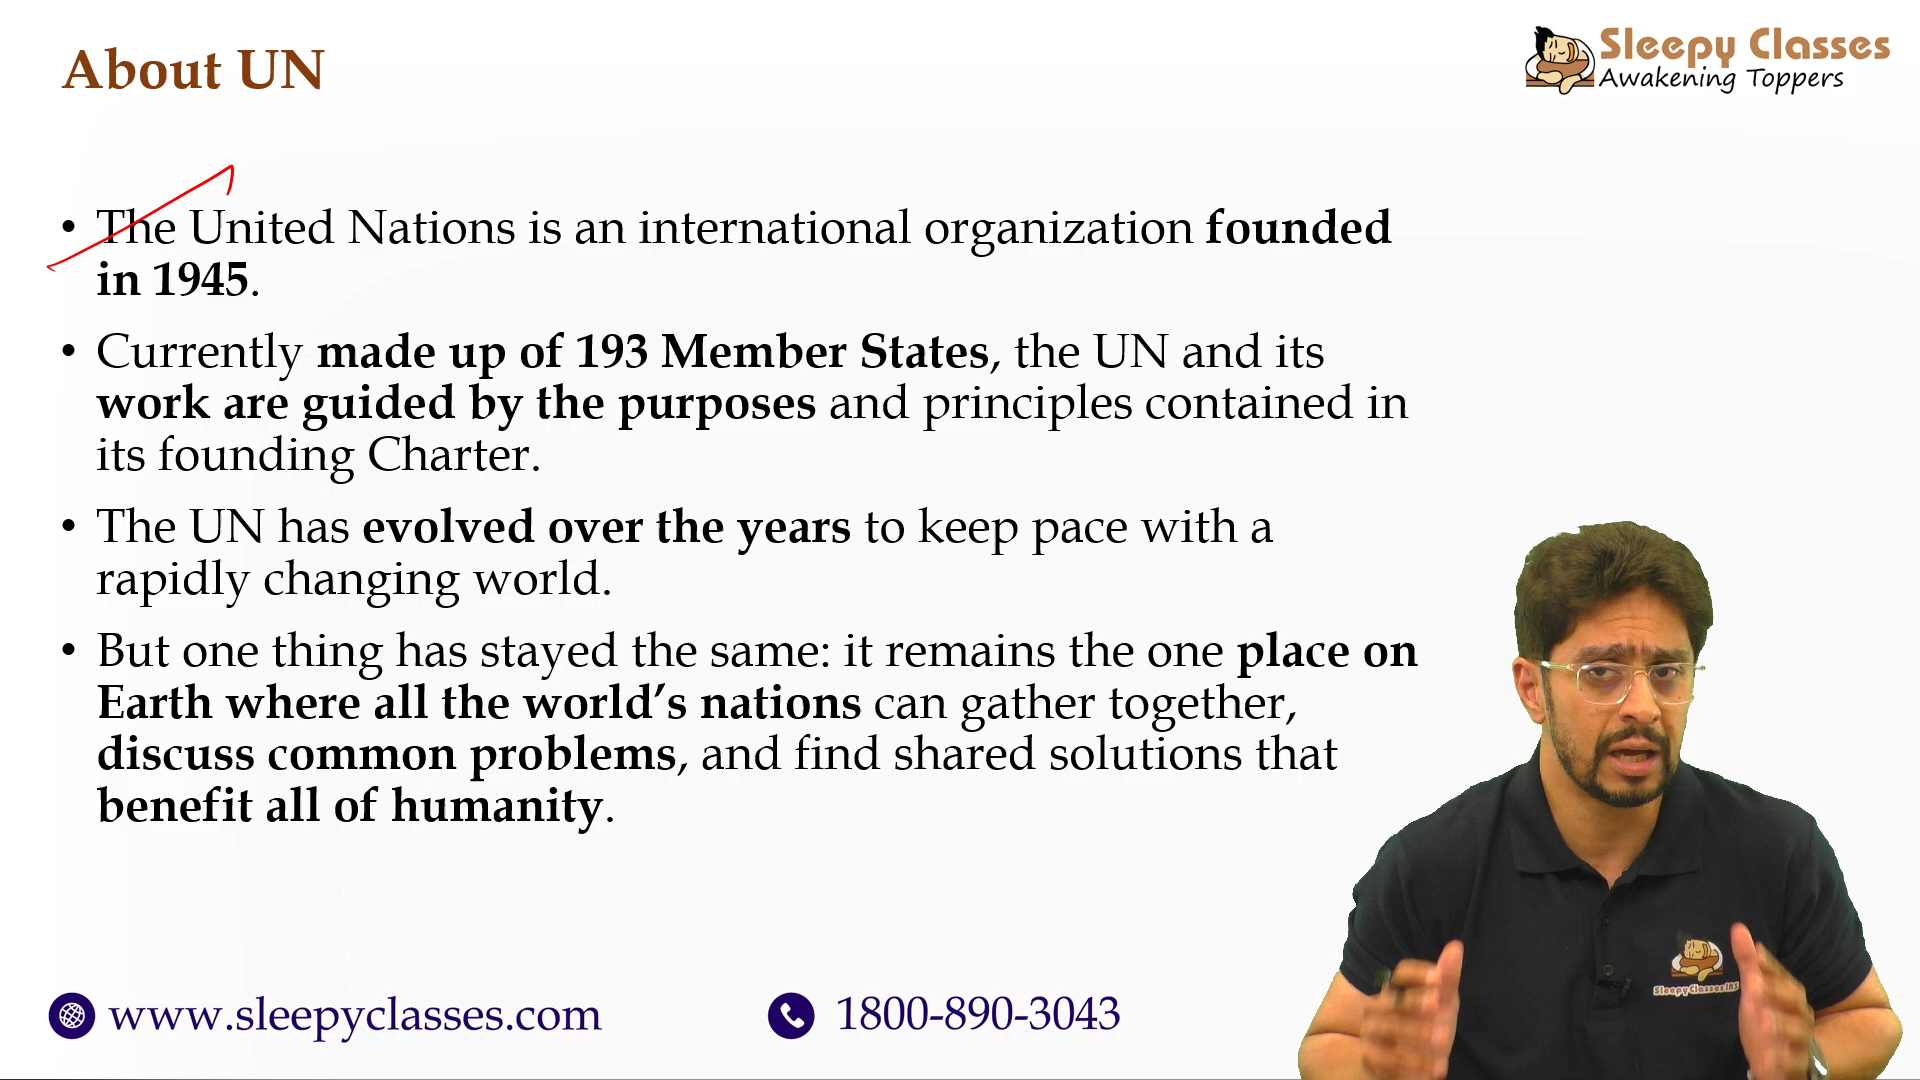 About UN
Sleepy Classes
Awakening Toppers
• The United Nations is an international organization founded
in 1945.
• Currently made up of 193 Member States, the UN and its
work are guided by the purposes and principles contained in
its founding Charter.
• The UN has evolved over the years to keep pace with a
rapidly changing world.
• But one thing has stayed the same: it remains the one place on
Earth where all the world’s nations can gather together,
discuss common problems, and find shared solutions that
benefit all of humanity.
Sleepy Classes IAS
www.sleepyclasses.com
1800-890-3043